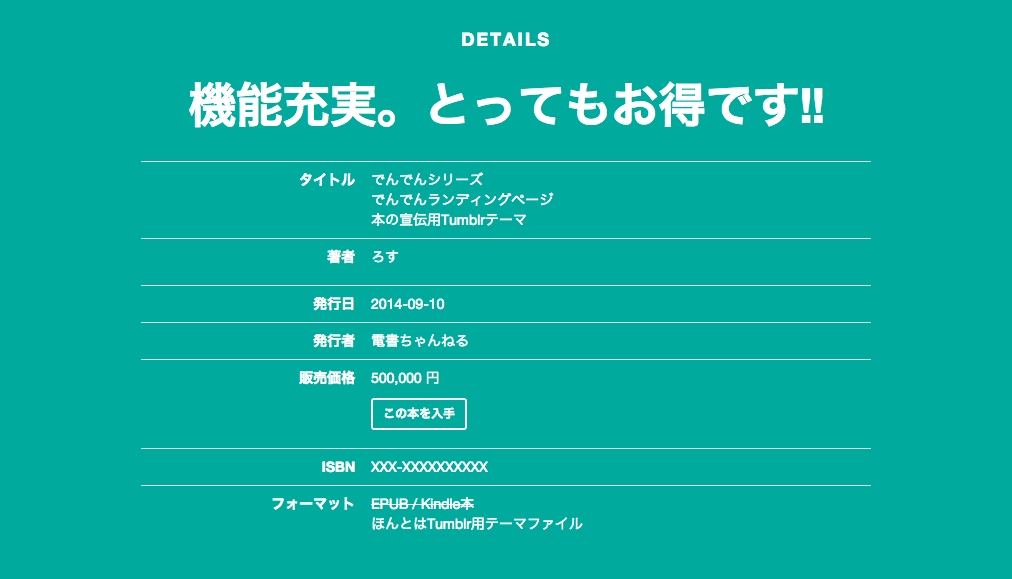 DETAILS
機能充実。とってもお得です!!
タイトル でんでんシリーズ
でんでんランディングページ
本の宣伝用Tumblrテーマ
著者 ろす
発行日 2014-09-10
発行者 電書ちゃんねる
販売価格 500,000 円
この本を入手
ISBN XXX-XXXXXXXXXX
フォーマット EPUB / Kindle本
ほんとはTumblr用テーマファイル